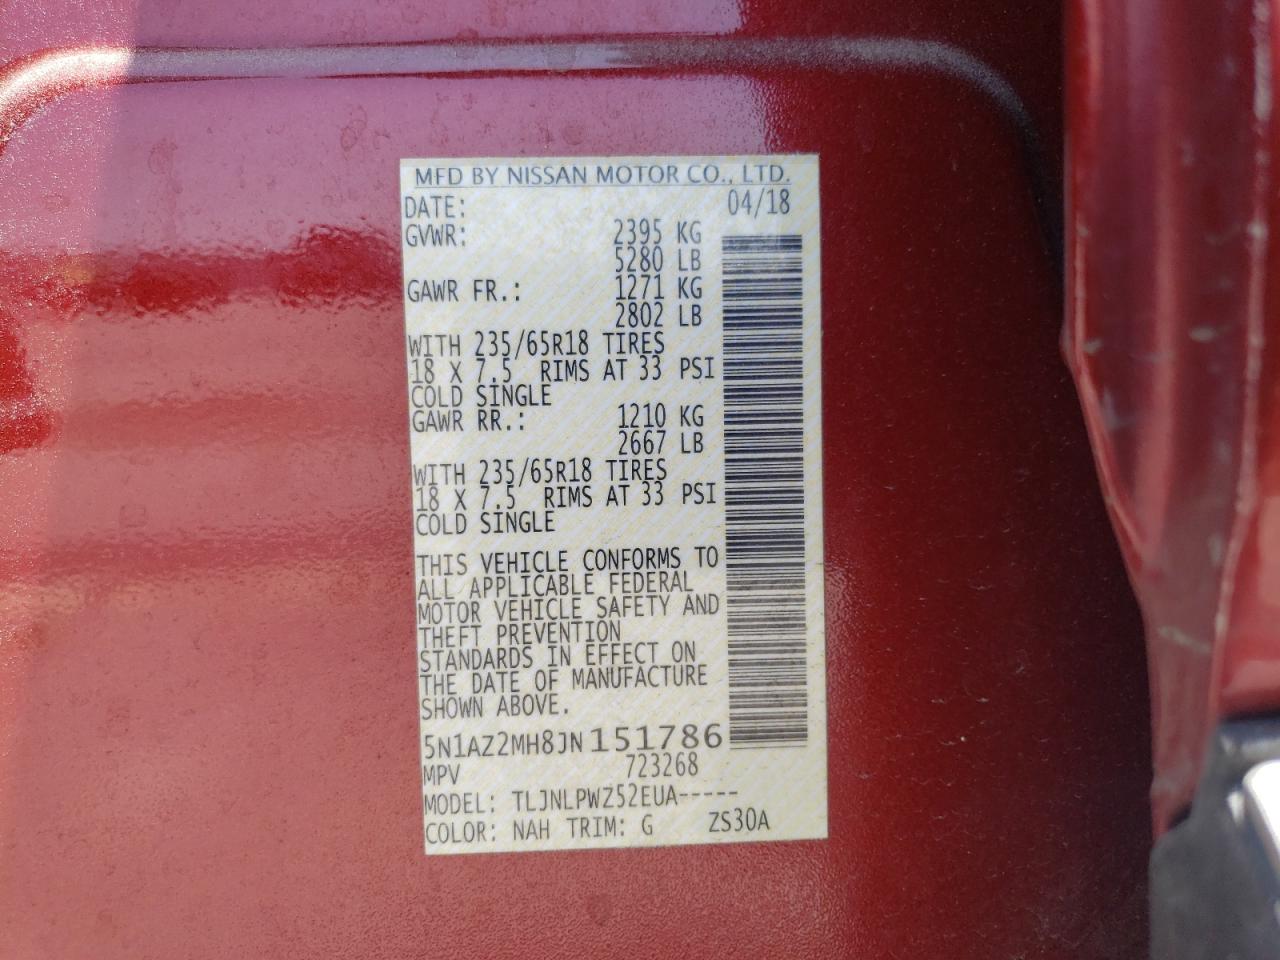 MFD BY NISSAN MOTOR CO., LTD.
DATE: 04/18
GVWR: 2395 KG
5280 LB
GAWR FR.: 1271 KG
2802 LB
WITH 235/65R18 TIRES
18 X 7.5 RIMS AT 33 PSI
COLD SINGLE
GAWR RR.: 1210 KG
2667 LB
WITH 235/65R18 TIRES
18 X 7.5 RIMS AT 33 PSI
COLD SINGLE
THIS VEHICLE CONFORMS TO
ALL APPLICABLE FEDERAL
MOTOR VEHICLE SAFETY AND
THEFT PREVENTION
STANDARDS IN EFFECT ON
THE DATE OF MANUFACTURE
SHOWN ABOVE.
5N1AZ2MH8JN151786
MPV 723268
MODEL: TLJNLPWZ52EUA-----
COLOR: NAH TRIM: G ZS30A